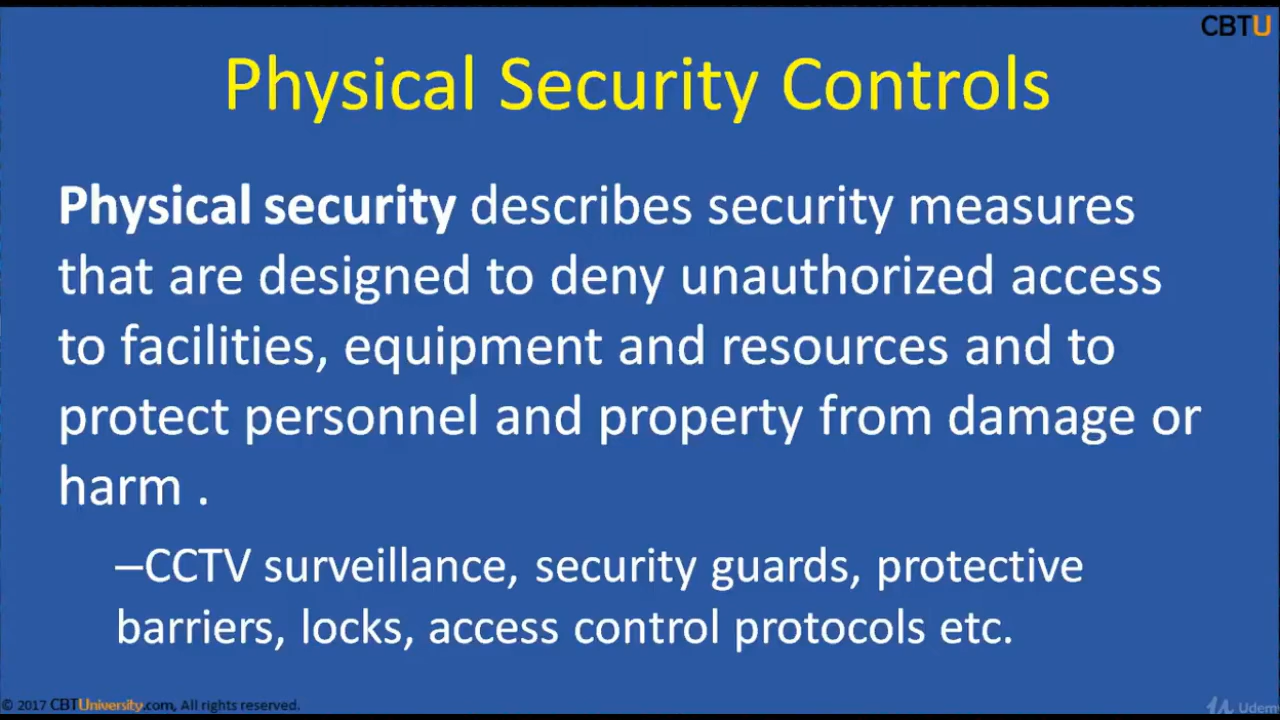 CBTU
Physical Security Controls
Physical security describes security measures
that are designed to deny unauthorized access
to facilities, equipment and resources and to
protect personnel and property from damage or
harm .
–CCTV surveillance, security guards, protective
barriers, locks, access control protocols etc.
© 2017 CBTUniversity.com, All rights reserved.